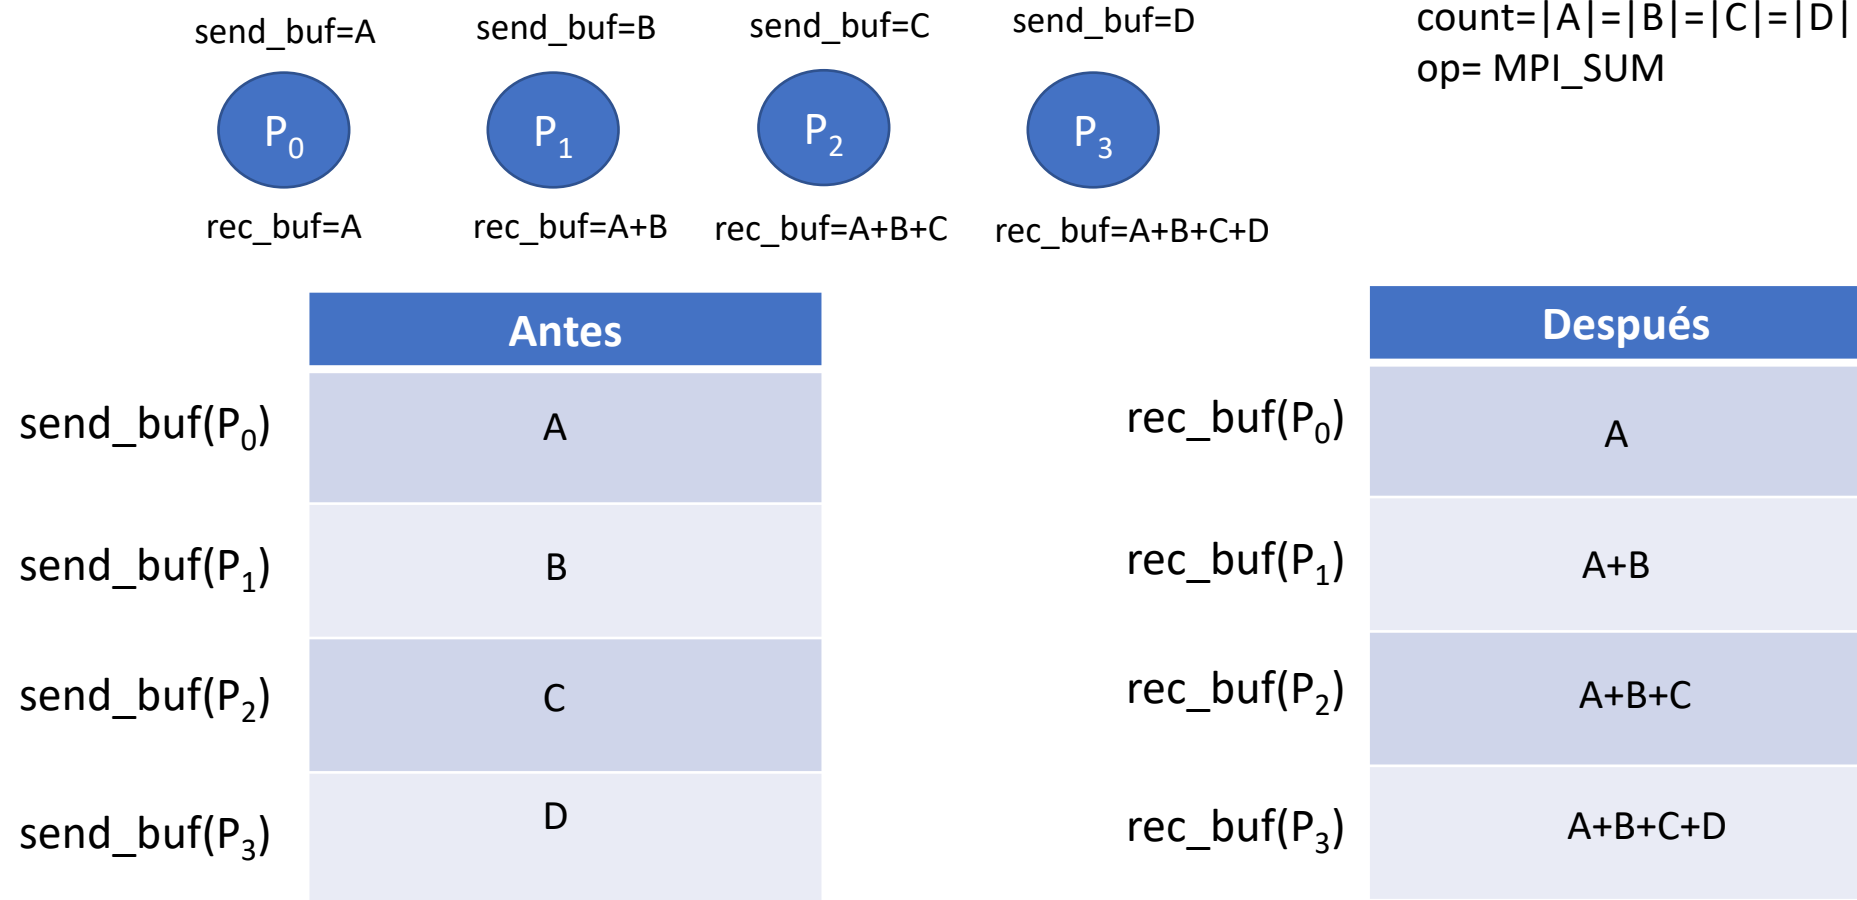 send_buf=A send_buf=B send_buf=C send_buf=D
count=|A|=|B|=|C|=|D|
op= MPI_SUM
P0 P1 P2 P3
rec_buf=A rec_buf=A+B rec_buf=A+B+C rec_buf=A+B+C+D
Antes Después
send_buf(P0) A rec_buf(P0) A
send_buf(P1) B rec_buf(P1) A+B
send_buf(P2) C rec_buf(P2) A+B+C
send_buf(P3) D rec_buf(P3) A+B+C+D